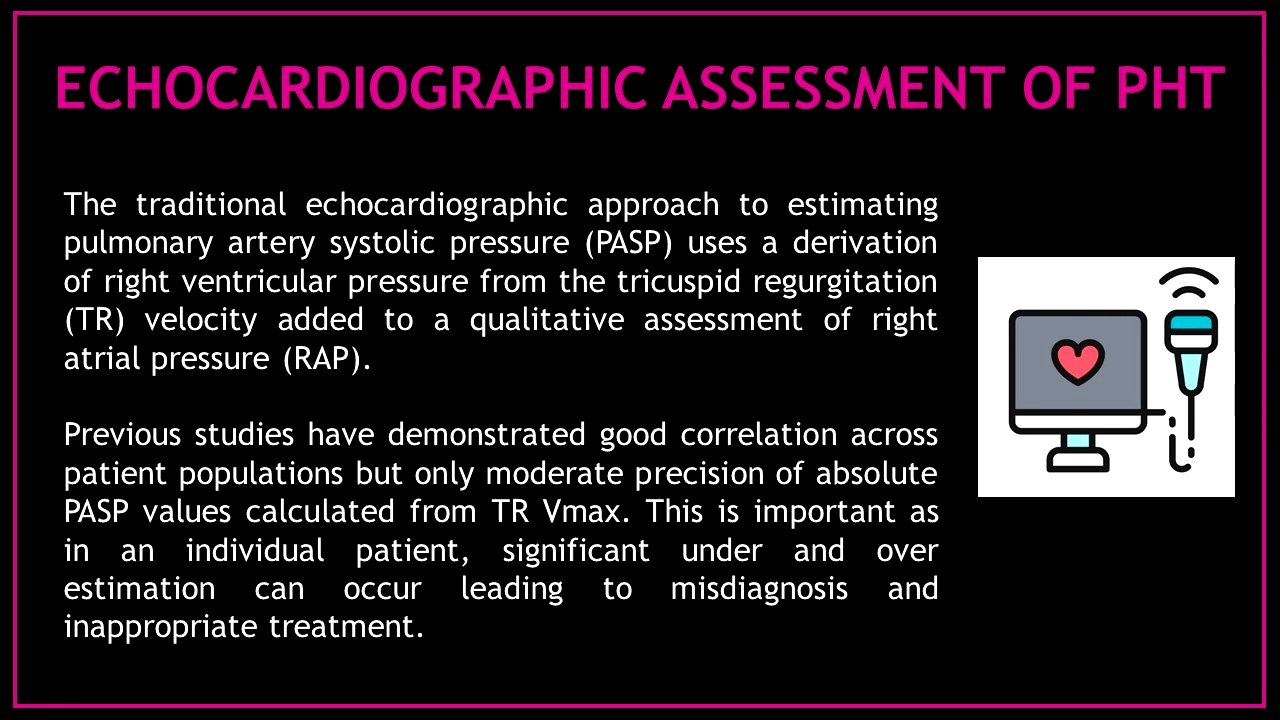 ECHOCARDIOGRAPHIC ASSESSMENT OF PHT
The traditional echocardiographic approach to estimating
pulmonary artery systolic pressure (PASP) uses a derivation
of right ventricular pressure from the tricuspid regurgitation
(TR) velocity added to a qualitative assessment of right
atrial pressure (RAP).
Previous studies have demonstrated good correlation across
patient populations but only moderate precision of absolute
PASP values calculated from TR Vmax. This is important as
in an individual patient, significant under and over
estimation can occur leading to misdiagnosis and
inappropriate treatment.